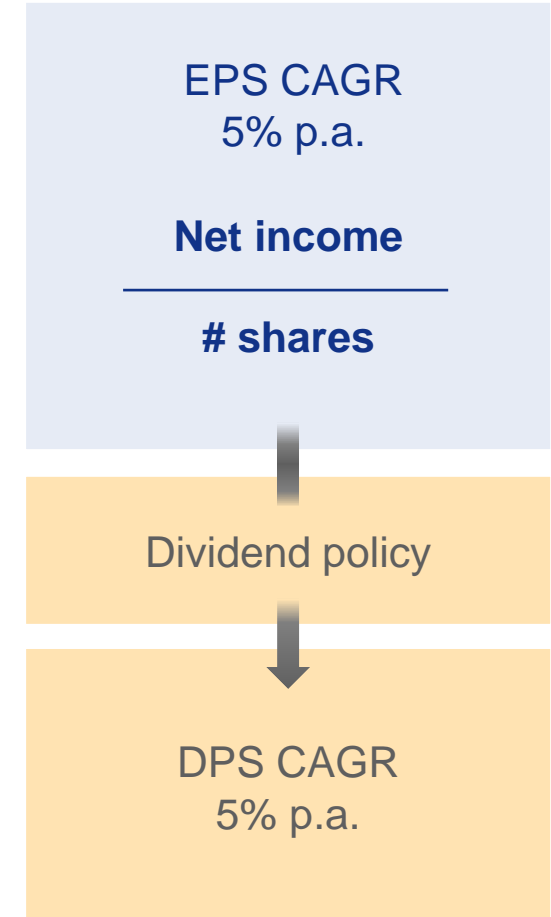 EPS CAGR
5% p.a.
Net income
# shares
Dividend policy
DPS CAGR
5% p.a.